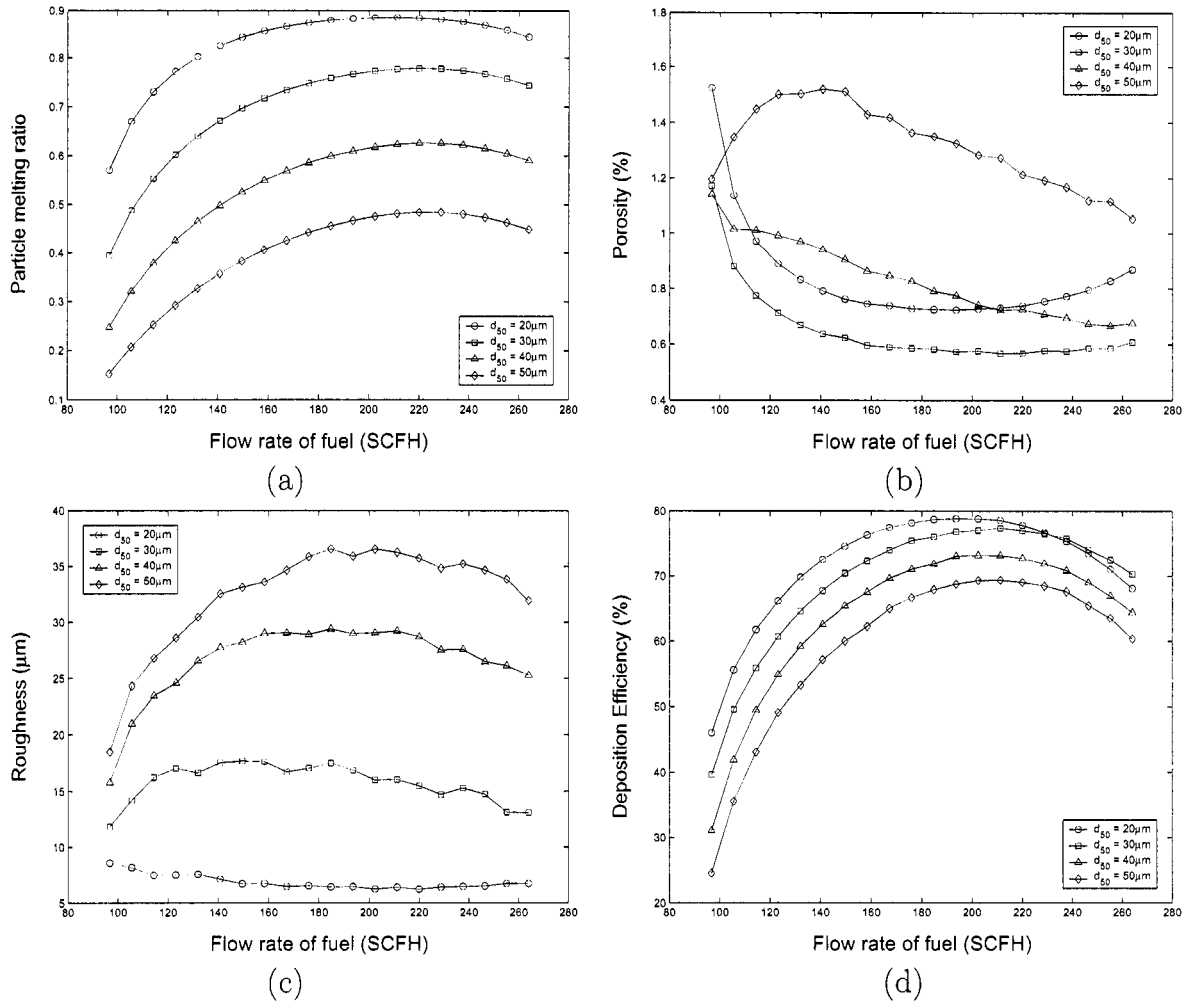 0.9
0.8
0.7
0.6
0.5
0.4
0.3
0.2
0.1
Particle melting ratio
d50 = 20μm
d50 = 30μm
d50 = 40μm
d50 = 50μm
80 100 120 140 160 180 200 220 240 260 280
Flow rate of fuel (SCFH)
(a)
1.8
1.6
1.4
1.2
1
0.8
0.6
0.4
Porosity (%)
d50 = 20μm
d50 = 30μm
d50 = 40μm
d50 = 50μm
80 100 120 140 160 180 200 220 240 260 280
Flow rate of fuel (SCFH)
(b)
40
35
30
25
20
15
10
5
Roughness (μm)
d50 = 20μm
d50 = 30μm
d50 = 40μm
d50 = 50μm
80 100 120 140 160 180 200 220 240 260 280
Flow rate of fuel (SCFH)
(c)
80
70
60
50
40
30
20
Deposition Efficiency (%)
d50 = 20μm
d50 = 30μm
d50 = 40μm
d50 = 50μm
80 100 120 140 160 180 200 220 240 260 280
Flow rate of fuel (SCFH)
(d)